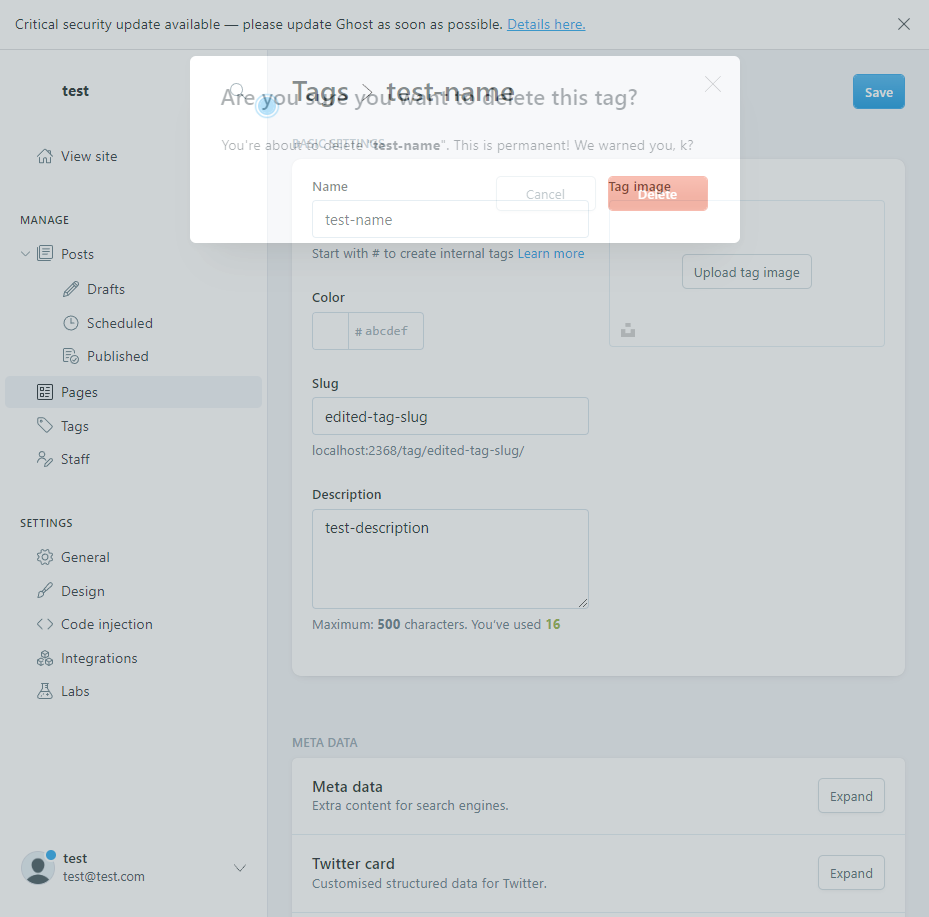 Critical security update available — please update Ghost as soon as possible. Details here.
test
Tags > test-name
Save
Are you sure you want to delete this tag?
You're about to delete "test-name". This is permanent! We warned you, k?
BASIC SETTINGS
Cancel
Delete
View site
MANAGE
Posts
Drafts
Scheduled
Published
Pages
Tags
Staff
SETTINGS
General
Design
Code injection
Integrations
Labs
test
test@test.com
Name
test-name
Start with # to create internal tags Learn more
Tag image
Upload tag image
Color
# abcdef
Slug
edited-tag-slug
localhost:2368/tag/edited-tag-slug/
Description
test-description
Maximum: 500 characters. You've used 16
META DATA
Meta data
Extra content for search engines.
Expand
Twitter card
Customised structured data for Twitter.
Expand